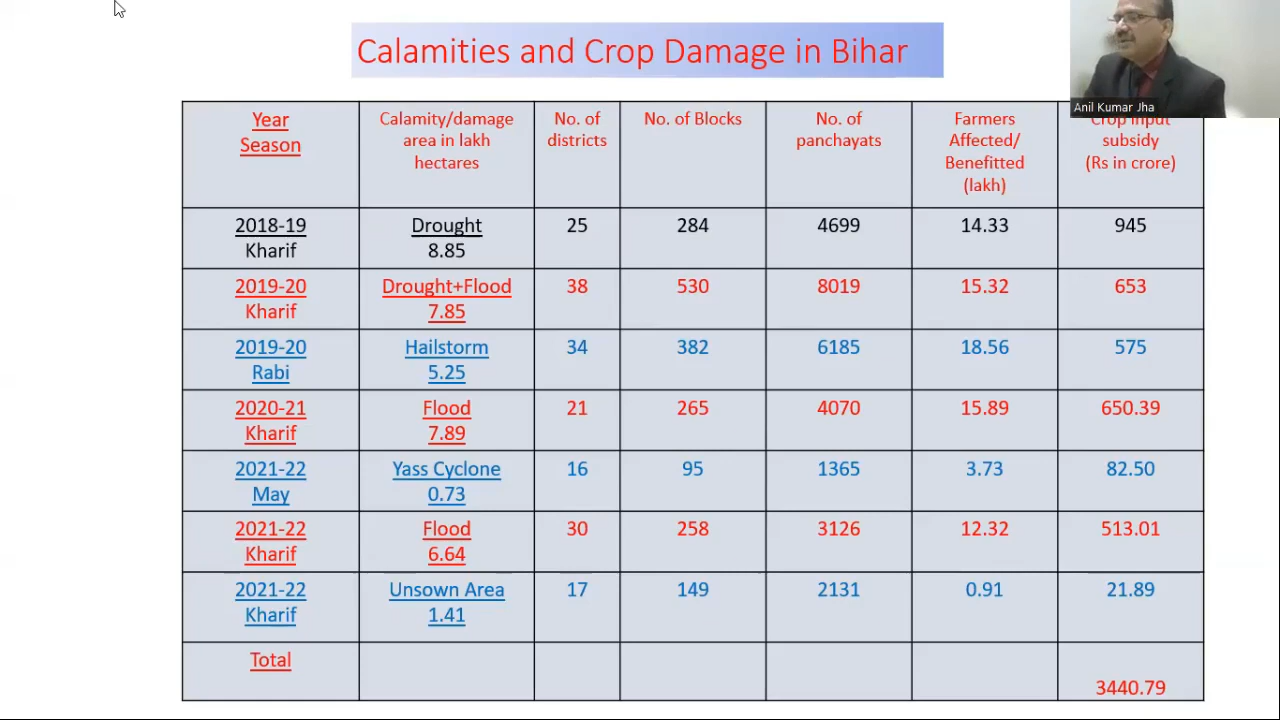 Calamities and Crop Damage in Bihar
Anil Kumar Jha
Year
Season
Calamity/damage
area in lakh
hectares
No. of
districts
No. of Blocks
No. of
panchayats
Farmers
Affected/
Benefitted
(lakh)
Crop input
subsidy
(Rs in crore)
2018-19
Kharif
Drought
8.85
25
284
4699
14.33
945
2019-20
Kharif
Drought+Flood
7.85
38
530
8019
15.32
653
2019-20
Rabi
Hailstorm
5.25
34
382
6185
18.56
575
2020-21
Kharif
Flood
7.89
21
265
4070
15.89
650.39
2021-22
May
Yass Cyclone
0.73
16
95
1365
3.73
82.50
2021-22
Kharif
Flood
6.64
30
258
3126
12.32
513.01
2021-22
Kharif
Unsown Area
1.41
17
149
2131
0.91
21.89
Total
3440.79